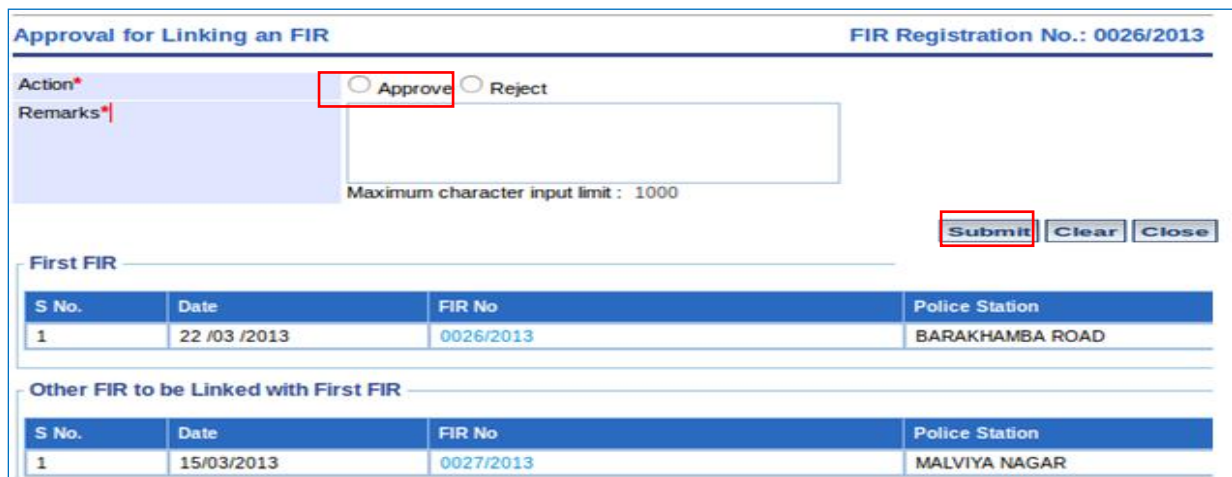 Approval for Linking an FIR FIR Registration No.: 0026/2013
Action* Approve Reject
Remarks*
Maximum character input limit : 1000
Submit Clear Close
First FIR
S No. Date FIR No Police Station
1 22 /03 /2013 0026/2013 BARAKHAMBA ROAD
Other FIR to be Linked with First FIR
S No. Date FIR No Police Station
1 15/03/2013 0027/2013 MALVIYA NAGAR